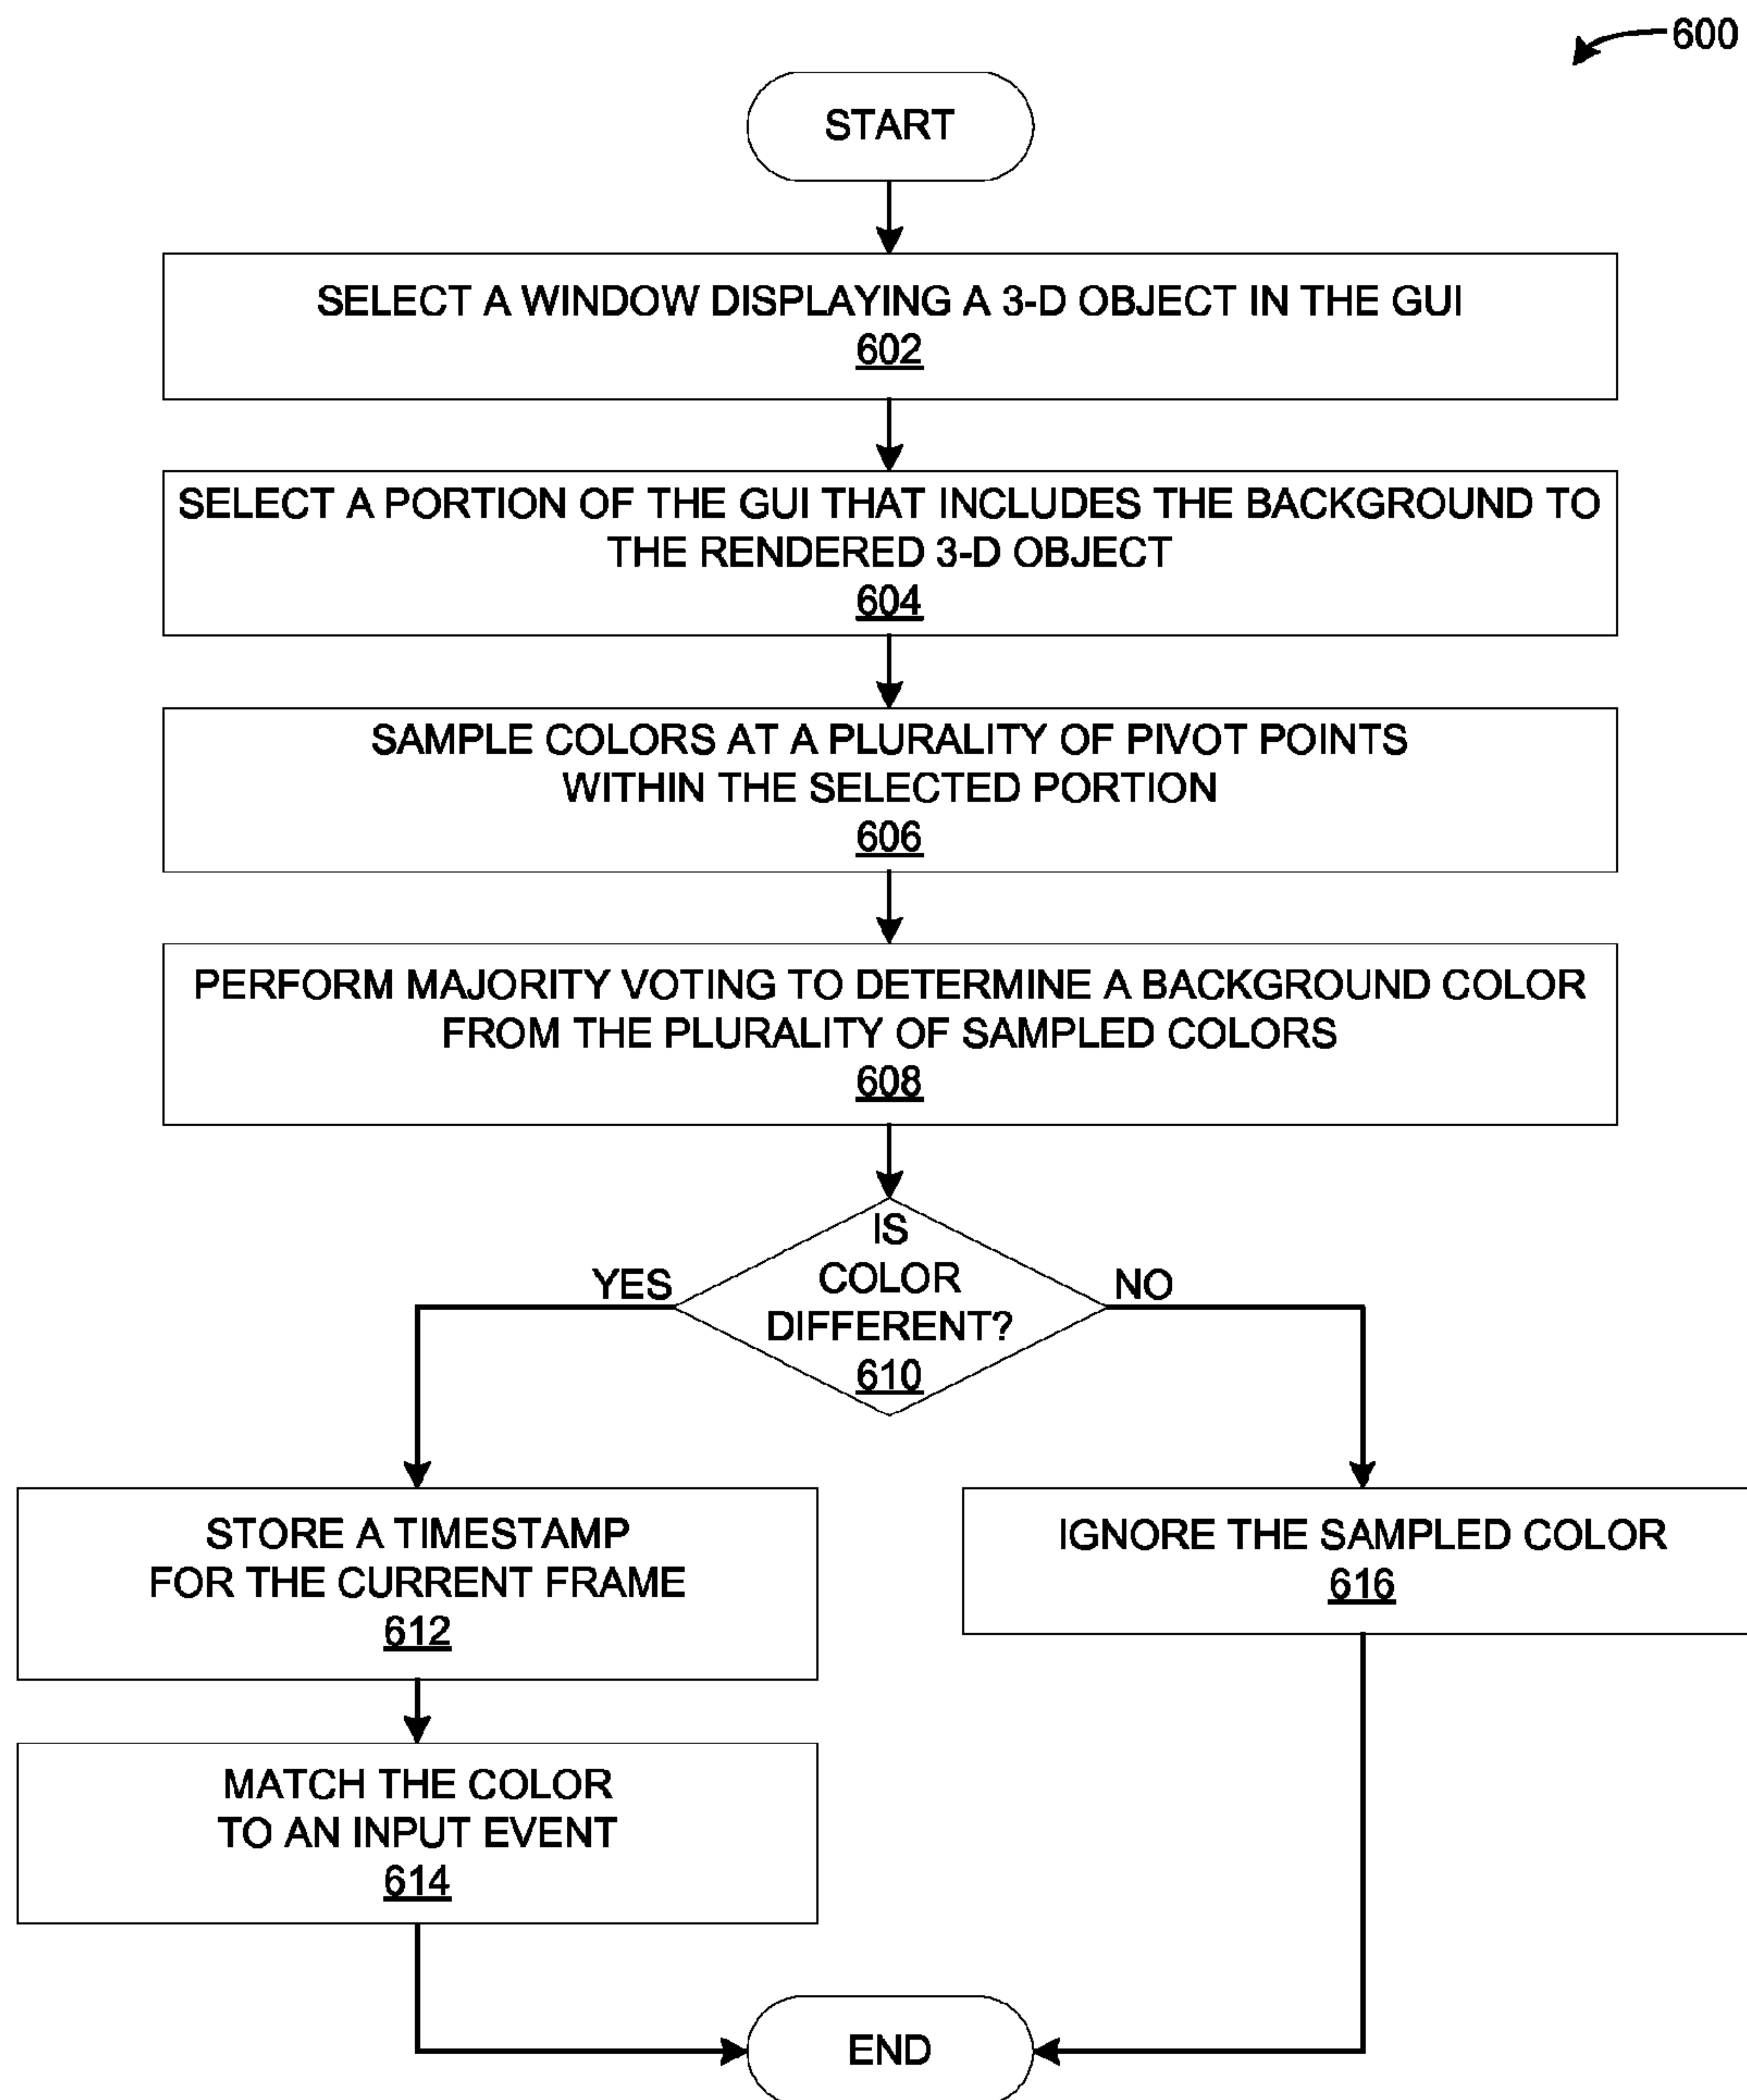 600
START
SELECT A WINDOW DISPLAYING A 3-D OBJECT IN THE GUI
602
SELECT A PORTION OF THE GUI THAT INCLUDES THE BACKGROUND TO
THE RENDERED 3-D OBJECT
604
SAMPLE COLORS AT A PLURALITY OF PIVOT POINTS
WITHIN THE SELECTED PORTION
606
PERFORM MAJORITY VOTING TO DETERMINE A BACKGROUND COLOR
FROM THE PLURALITY OF SAMPLED COLORS
608
IS
COLOR
DIFFERENT?
610
YES
NO
STORE A TIMESTAMP
FOR THE CURRENT FRAME
612
IGNORE THE SAMPLED COLOR
616
MATCH THE COLOR
TO AN INPUT EVENT
614
END